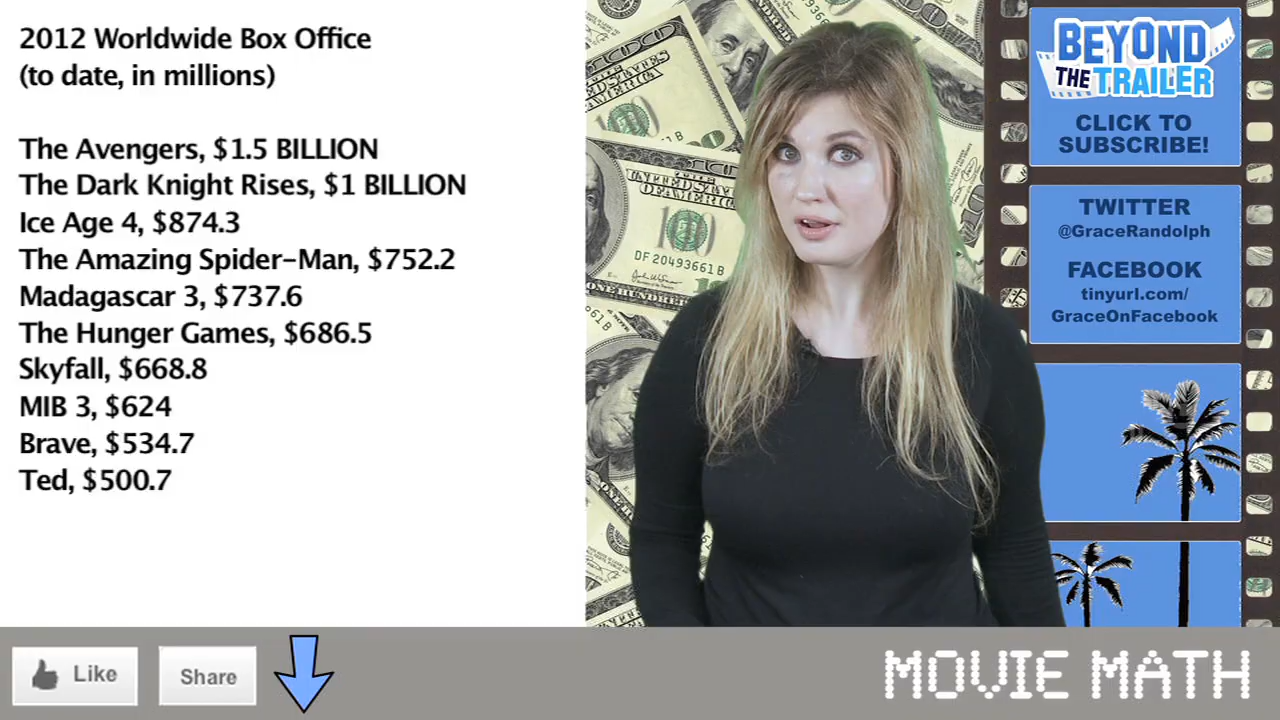 2012 Worldwide Box Office
(to date, in millions)
The Avengers, $1.5 BILLION
The Dark Knight Rises, $1 BILLION
Ice Age 4, $874.3
The Amazing Spider-Man, $752.2
Madagascar 3, $737.6
The Hunger Games, $686.5
Skyfall, $668.8
MIB 3, $624
Brave, $534.7
Ted, $500.7
BEYOND
THE TRAILER
CLICK TO
SUBSCRIBE!
TWITTER
@GraceRandolph
FACEBOOK
tinyurl.com/
GraceOnFacebook
DF 20493661B
Like
Share
MOVIE MATH